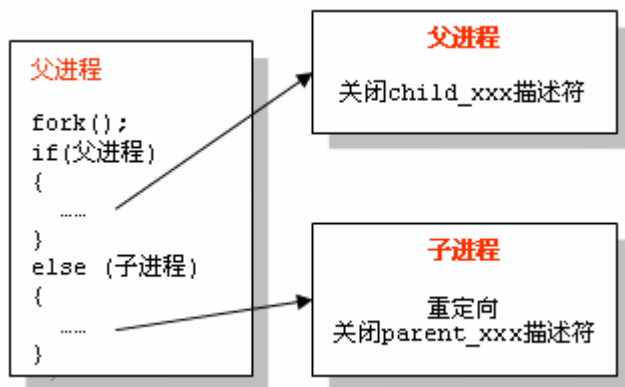 父进程
fork();
if(父进程)
{
……
}
else (子进程)
{
……
}
父进程
关闭child_xxx描述符
子进程
重定向
关闭parent_xxx描述符